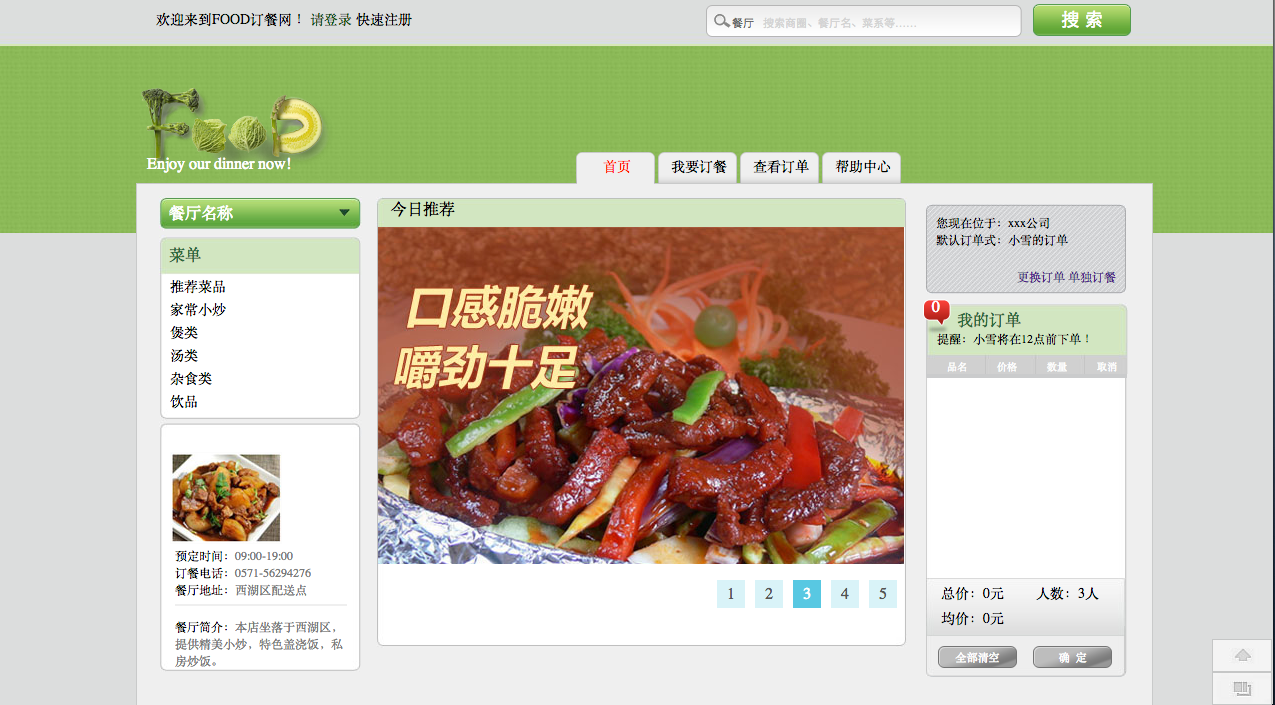 欢迎来到FOOD订餐网！ 请登录 快速注册
餐厅 搜索商圈、餐厅名、菜系等……
搜 索
FooD
Enjoy our dinner now!
首页 我要订餐 查看订单 帮助中心
餐厅名称
菜单
推荐菜品
家常小炒
煲类
汤类
杂食类
饮品
预定时间：09:00-19:00
订餐电话：0571-56294276
餐厅地址：西湖区配送点
餐厅简介：本店坐落于西湖区，
提供精美小炒，特色盖浇饭，私
房炒饭。
今日推荐
口感脆嫩
嚼劲十足
1 2 3 4 5
您现在位于：xxx公司
默认订单式：小雪的订单
更换订单 单独订餐
0
我的订单
提醒：小雪将在12点前下单！
品名 价格 数量 取消
总价：0元 人数：3人
均价：0元
全部清空 确 定